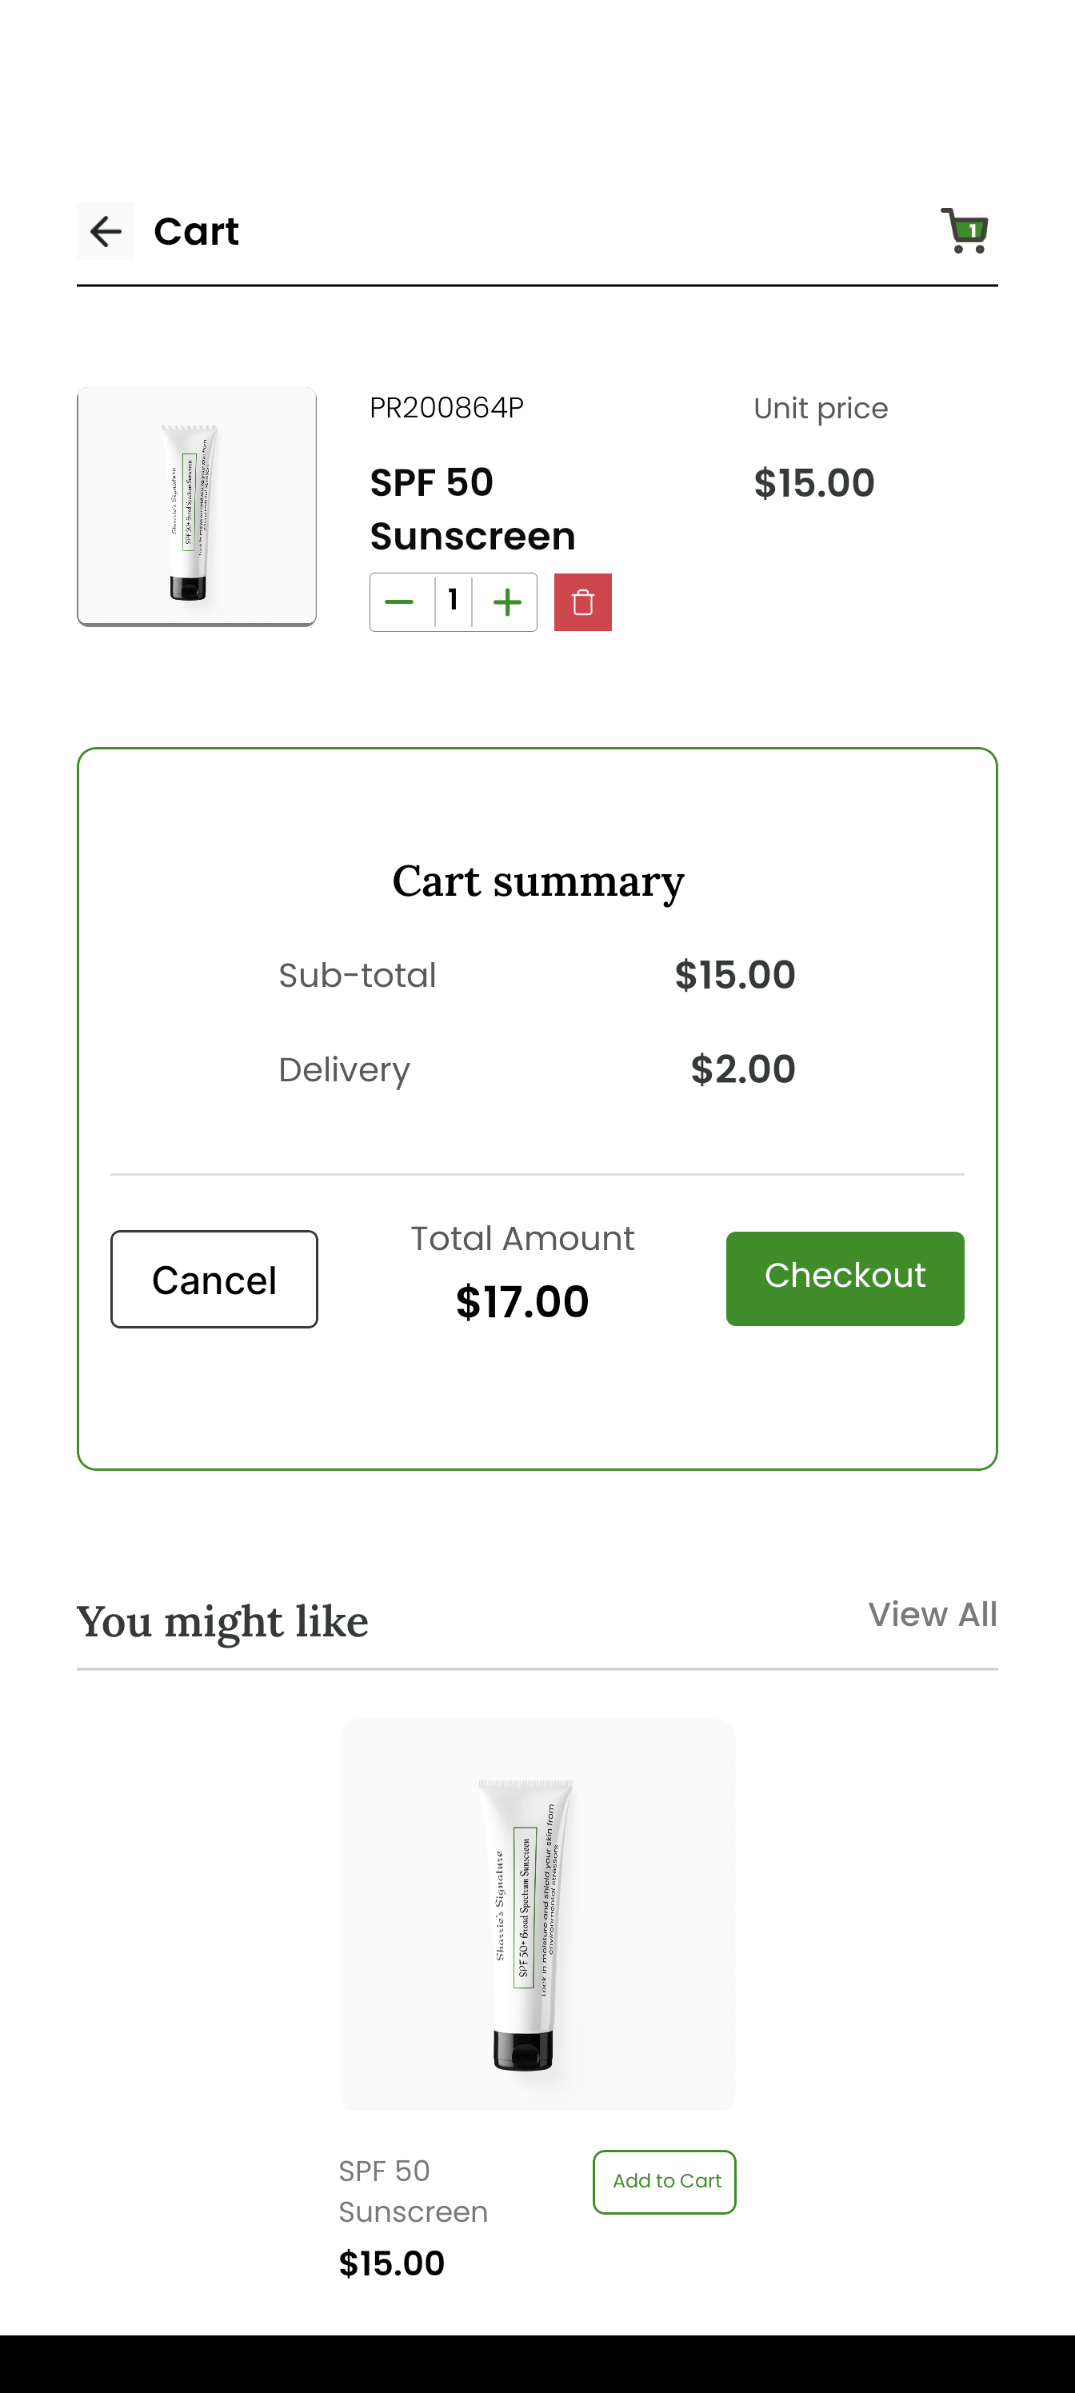 Cart
1
PR200864P
Unit price
SPF 50
Sunscreen
$15.00
1
Cart summary
Sub-total
$15.00
Delivery
$2.00
Cancel
Total Amount
$17.00
Checkout
You might like
View All
Sharrie's Signature
SPF 50+ Broad Spectrum Sunscreen
Lock in moisture and shield your skin from
environmental stressors
SPF 50
Sunscreen
Add to Cart
$15.00